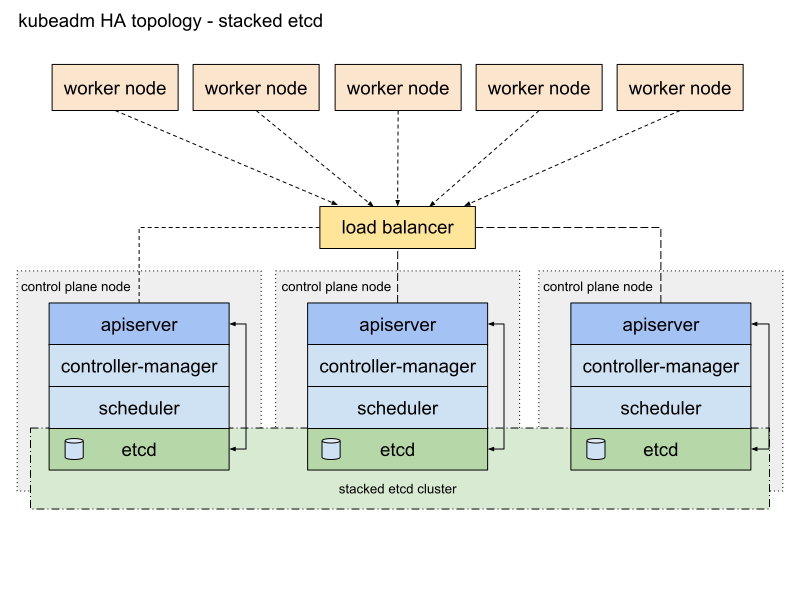 kubeadm HA topology - stacked etcd
worker node
worker node
worker node
worker node
worker node
load balancer
control plane node
control plane node
control plane node
apiserver
apiserver
apiserver
controller-manager
controller-manager
controller-manager
scheduler
scheduler
scheduler
etcd
etcd
etcd
stacked etcd cluster